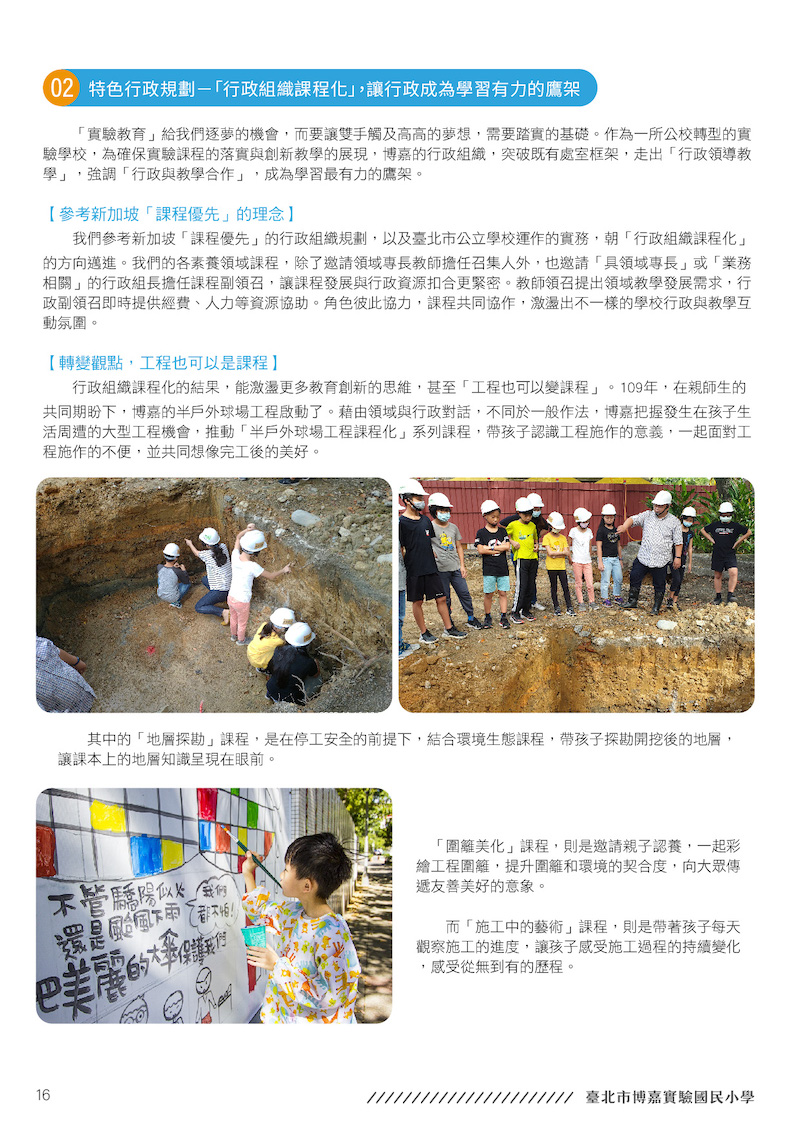 02 特色行政規劃－「行政組織課程化」，讓行政成為學習有力的鷹架
「實驗教育」給我們逐夢的機會，而要讓雙手觸及高高的夢想，需要踏實的基礎。作為一所公校轉型的實
驗學校，為確保實驗課程的落實與創新教學的展現，博嘉的行政組織，突破既有處室框架，走出「行政領導教
學」，強調「行政與教學合作」，成為學習最有力的鷹架。
【參考新加坡「課程優先」的理念】
我們參考新加坡「課程優先」的行政組織規劃，以及臺北市公立學校運作的實務，朝「行政組織課程化」
的方向邁進。我們的各素養領域課程，除了邀請領域專長教師擔任召集人外，也邀請「具領域專長」或「業務
相關」的行政組長擔任課程副領召，讓課程發展與行政資源扣合更緊密。教師領召提出領域教學發展需求，行
政副領召即時提供經費、人力等資源協助。角色彼此協力，課程共同協作，激盪出不一樣的學校行政與教學互
動氛圍。
【轉變觀點，工程也可以是課程】
行政組織課程化的結果，能激盪更多教育創新的思維，甚至「工程也可以變課程」。109年，在親師生的
共同期盼下，博嘉的半戶外球場工程啟動了。藉由領域與行政對話，不同於一般作法，博嘉把握發生在孩子生
活周遭的大型工程機會，推動「半戶外球場工程課程化」系列課程，帶孩子認識工程施作的意義，一起面對工
程施作的不便，並共同想像完工後的美好。
其中的「地層探勘」課程，是在停工安全的前提下，結合環境生態課程，帶孩子探勘開挖後的地層，
讓課本上的地層知識呈現在眼前。
不管驕陽似火
還是颱風下雨
把美麗的大傘保護我們
我們
都不怕!
「圍籬美化」課程，則是邀請親子認養，一起彩
繪工程圍籬，提升圍籬和環境的契合度，向大眾傳
遞友善美好的意象。
而「施工中的藝術」課程，則是帶著孩子每天
觀察施工的進度，讓孩子感受施工過程的持續變化
，感受從無到有的歷程。
16
臺北市博嘉實驗國民小學